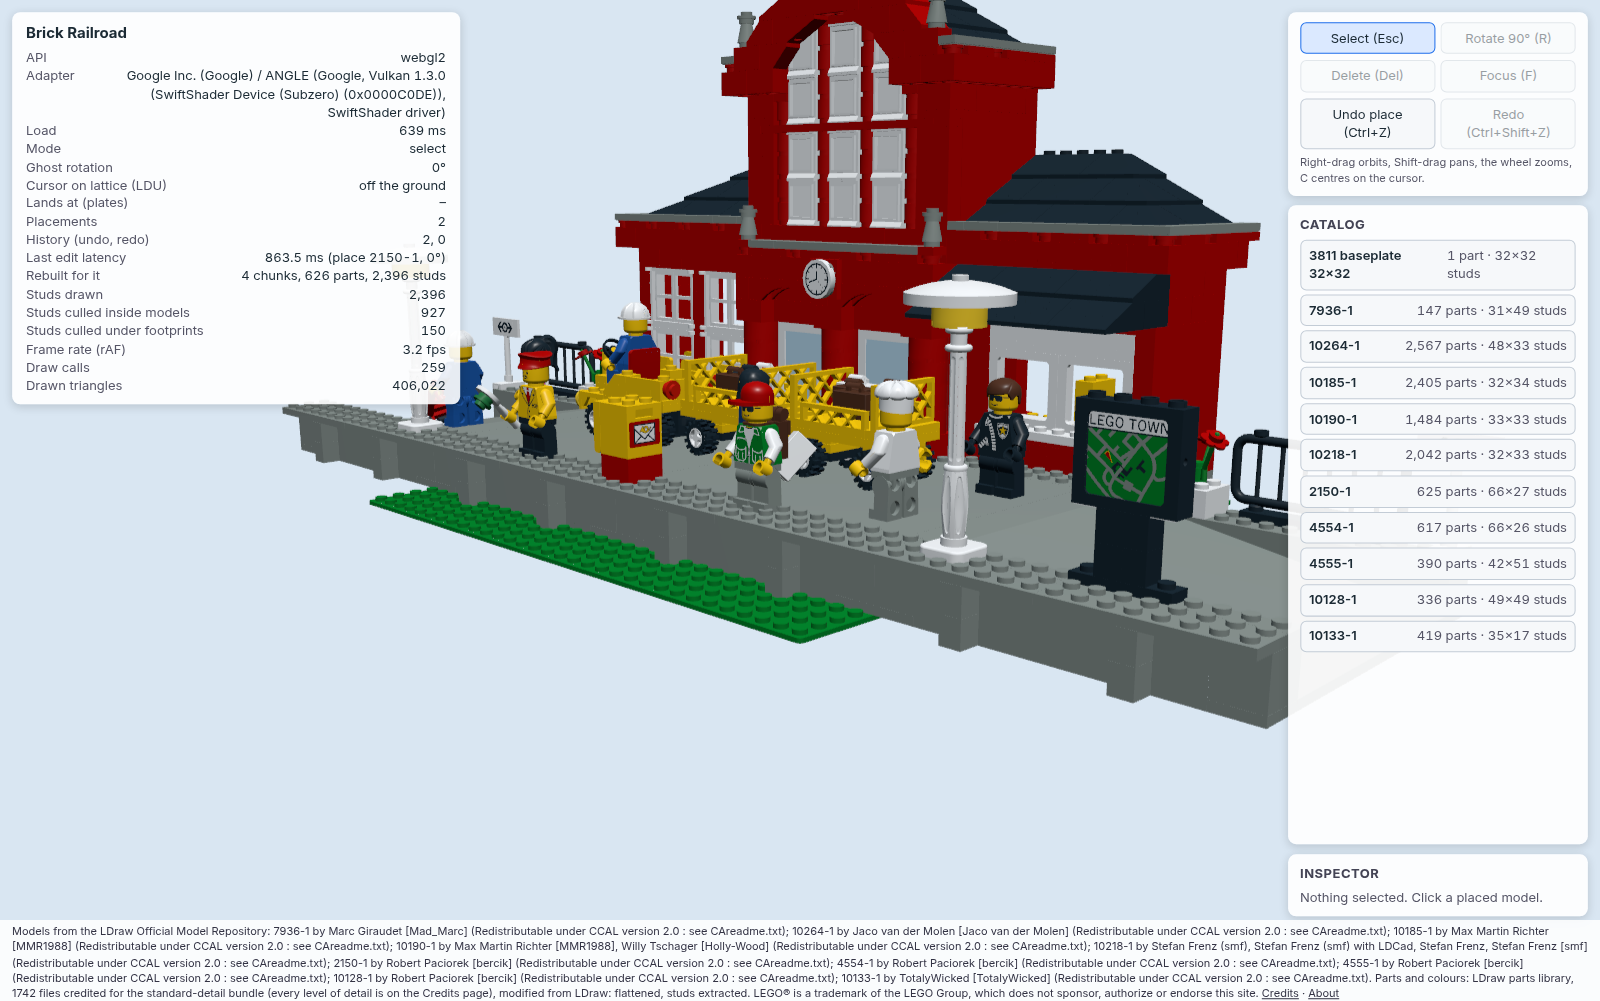 Brick Railroad
API webgl2
Adapter Google Inc. (Google) / ANGLE (Google, Vulkan 1.3.0
(SwiftShader Device (Subzero) (0x0000C0DE)),
SwiftShader driver)
Load 639 ms
Mode select
Ghost rotation 0°
Cursor on lattice (LDU) off the ground
Lands at (plates) –
Placements 2
History (undo, redo) 2, 0
Last edit latency 863.5 ms (place 2150-1, 0°)
Rebuilt for it 4 chunks, 626 parts, 2,396 studs
Studs drawn 2,396
Studs culled inside models 927
Studs culled under footprints 150
Frame rate (rAF) 3.2 fps
Draw calls 259
Drawn triangles 406,022
LEGO TOWN
Select (Esc)
Rotate 90° (R)
Delete (Del)
Focus (F)
Undo place
(Ctrl+Z)
Redo
(Ctrl+Shift+Z)
Right-drag orbits, Shift-drag pans, the wheel zooms,
C centres on the cursor.
CATALOG
3811 baseplate 1 part · 32×32
32×32 studs
7936-1 147 parts · 31×49 studs
10264-1 2,567 parts · 48×33 studs
10185-1 2,405 parts · 32×34 studs
10190-1 1,484 parts · 33×33 studs
10218-1 2,042 parts · 32×33 studs
2150-1 625 parts · 66×27 studs
4554-1 617 parts · 66×26 studs
4555-1 390 parts · 42×51 studs
10128-1 336 parts · 49×49 studs
10133-1 419 parts · 35×17 studs
INSPECTOR
Nothing selected. Click a placed model.
Models from the LDraw Official Model Repository: 7936-1 by Marc Giraudet [Mad_Marc] (Redistributable under CCAL version 2.0 : see CAreadme.txt); 10264-1 by Jaco van der Molen [Jaco van der Molen] (Redistributable under CCAL version 2.0 : see CAreadme.txt); 10185-1 by Max Martin Richter
[MMR1988] (Redistributable under CCAL version 2.0 : see CAreadme.txt); 10190-1 by Max Martin Richter [MMR1988], Willy Tschager [Holly-Wood] (Redistributable under CCAL version 2.0 : see CAreadme.txt); 10218-1 by Stefan Frenz (smf), Stefan Frenz (smf) with LDCad, Stefan Frenz, Stefan Frenz [smf]
(Redistributable under CCAL version 2.0 : see CAreadme.txt); 2150-1 by Robert Paciorek [bercik] (Redistributable under CCAL version 2.0 : see CAreadme.txt); 4554-1 by Robert Paciorek [bercik] (Redistributable under CCAL version 2.0 : see CAreadme.txt); 4555-1 by Robert Paciorek [bercik]
(Redistributable under CCAL version 2.0 : see CAreadme.txt); 10128-1 by Robert Paciorek [bercik] (Redistributable under CCAL version 2.0 : see CAreadme.txt); 10133-1 by TotalyWicked [TotalyWicked] (Redistributable under CCAL version 2.0 : see CAreadme.txt). Parts and colours: LDraw parts library,
1742 files credited for the standard-detail bundle (every level of detail is on the Credits page), modified from LDraw: flattened, studs extracted. LEGO® is a trademark of the LEGO Group, which does not sponsor, authorize or endorse this site. Credits · About